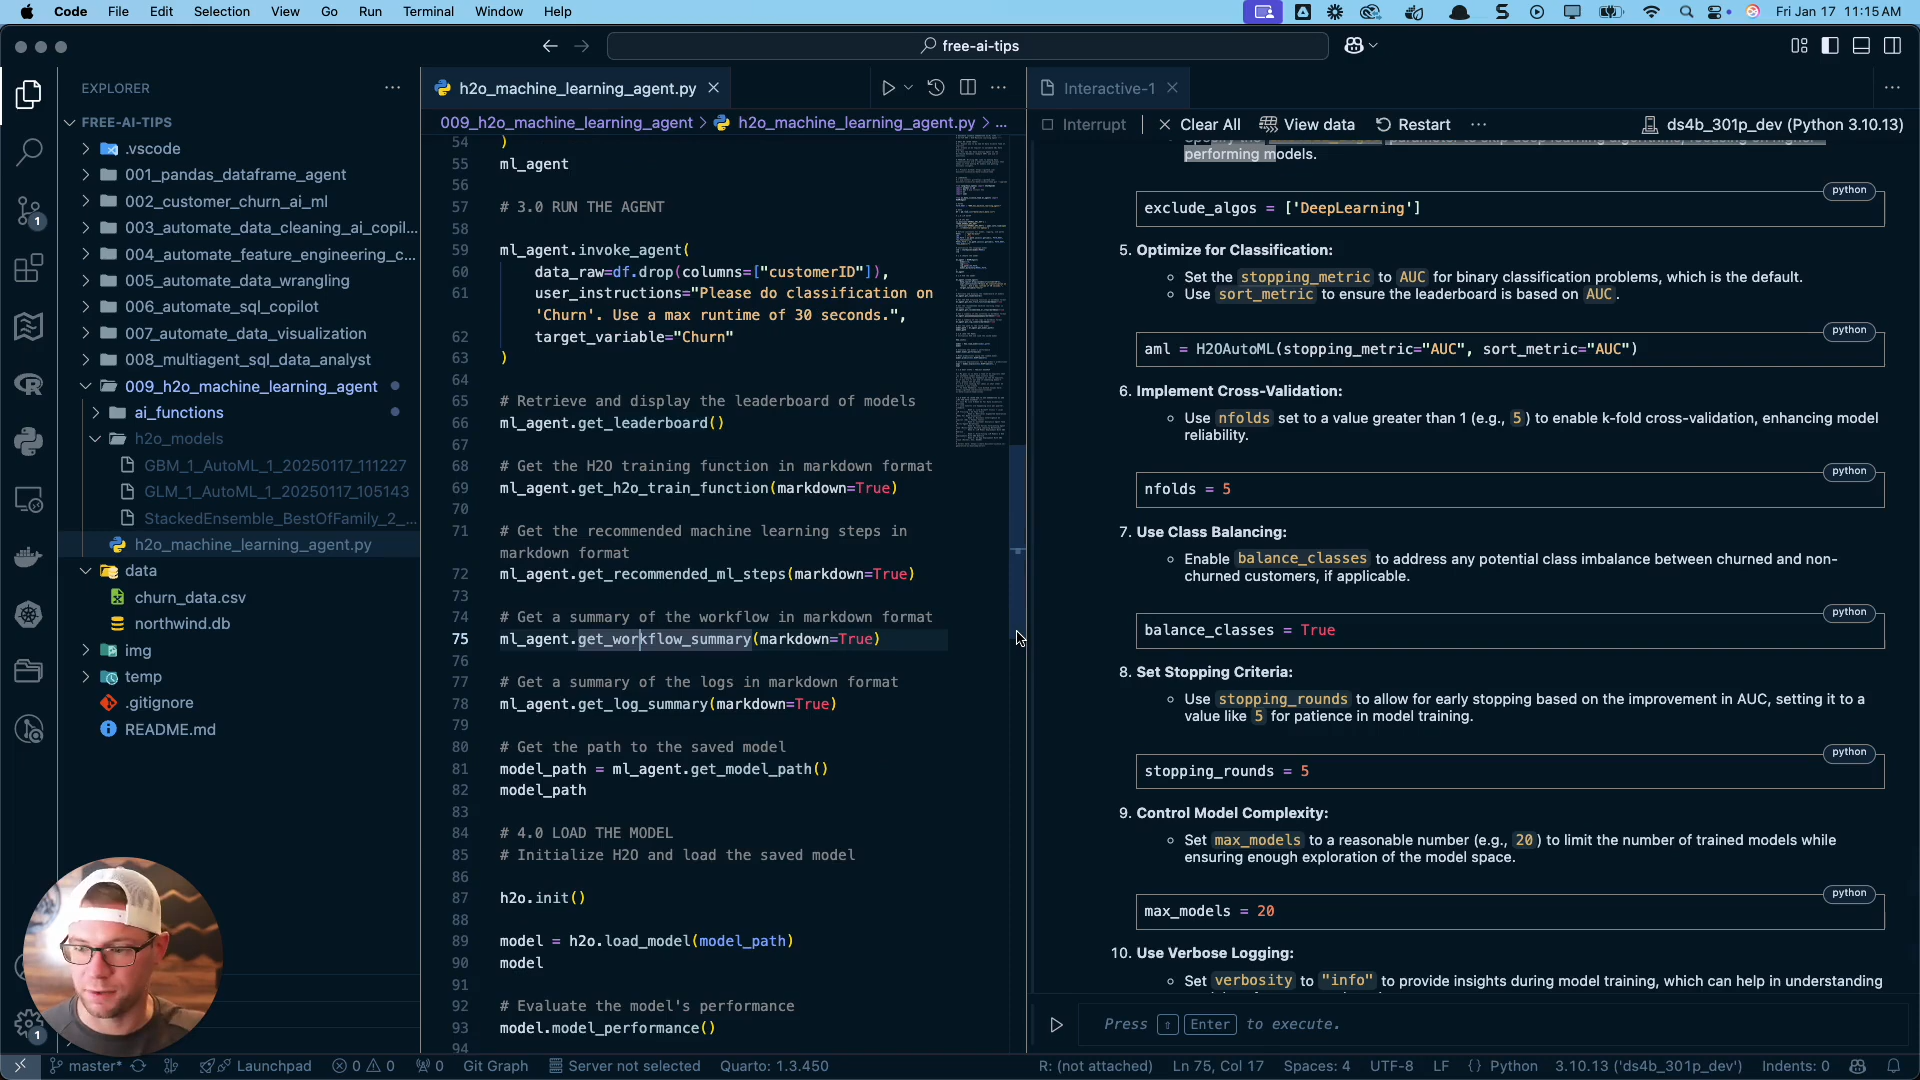 Code File Edit Selection View Go Run Terminal Window Help
Fri Jan 17 11:15 AM
free-ai-tips
EXPLORER
FREE-AI-TIPS
.vscode
001_pandas_dataframe_agent
002_customer_churn_ai_ml
003_automate_data_cleaning_ai_copil...
004_automate_feature_engineering_c...
005_automate_data_wrangling
006_automate_sql_copilot
007_automate_data_visualization
008_multiagent_sql_data_analyst
009_h2o_machine_learning_agent
ai_functions
h2o_models
GBM_1_AutoML_1_20250117_111227
GLM_1_AutoML_1_20250117_105143
StackedEnsemble_BestOfFamily_2_...
h2o_machine_learning_agent.py
data
churn_data.csv
northwind.db
img
temp
.gitignore
README.md
1
1
h2o_machine_learning_agent.py
009_h2o_machine_learning_agent > h2o_machine_learning_agent.py > ...
54 )
55 ml_agent
56
57 # 3.0 RUN THE AGENT
58
59 ml_agent.invoke_agent(
60 data_raw=df.drop(columns=["customerID"]),
61 user_instructions="Please do classification on
'Churn'. Use a max runtime of 30 seconds.",
62 target_variable="Churn"
63 )
64
65 # Retrieve and display the leaderboard of models
66 ml_agent.get_leaderboard()
67
68 # Get the H2O training function in markdown format
69 ml_agent.get_h2o_train_function(markdown=True)
70
71 # Get the recommended machine learning steps in
markdown format
72 ml_agent.get_recommended_ml_steps(markdown=True)
73
74 # Get a summary of the workflow in markdown format
75 ml_agent.get_workflow_summary(markdown=True)
76
77 # Get a summary of the logs in markdown format
78 ml_agent.get_log_summary(markdown=True)
79
80 # Get the path to the saved model
81 model_path = ml_agent.get_model_path()
82 model_path
83
84 # 4.0 LOAD THE MODEL
85 # Initialize H2O and load the saved model
86
87 h2o.init()
88
89 model = h2o.load_model(model_path)
90 model
91
92 # Evaluate the model's performance
93 model.model_performance()
94
Interactive-1
Interrupt | Clear All View data Restart ... ds4b_301p_dev (Python 3.10.13)
performing models.
python
exclude_algos = ['DeepLearning']
5. Optimize for Classification:
Set the stopping_metric to AUC for binary classification problems, which is the default.
Use sort_metric to ensure the leaderboard is based on AUC.
python
aml = H2OAutoML(stopping_metric="AUC", sort_metric="AUC")
6. Implement Cross-Validation:
Use nfolds set to a value greater than 1 (e.g., 5) to enable k-fold cross-validation, enhancing model
reliability.
python
nfolds = 5
7. Use Class Balancing:
Enable balance_classes to address any potential class imbalance between churned and non-
churned customers, if applicable.
python
balance_classes = True
8. Set Stopping Criteria:
Use stopping_rounds to allow for early stopping based on the improvement in AUC, setting it to a
value like 5 for patience in model training.
python
stopping_rounds = 5
9. Control Model Complexity:
Set max_models to a reasonable number (e.g., 20) to limit the number of trained models while
ensuring enough exploration of the model space.
python
max_models = 20
10. Use Verbose Logging:
Set verbosity to "info" to provide insights during model training, which can help in understanding
Press ⇧ Enter to execute.
master* Launchpad 0 0 0 Git Graph Server not selected Quarto: 1.3.450 R: (not attached) Ln 75, Col 17 Spaces: 4 UTF-8 LF {} Python 3.10.13 ('ds4b_301p_dev') Indents: 0